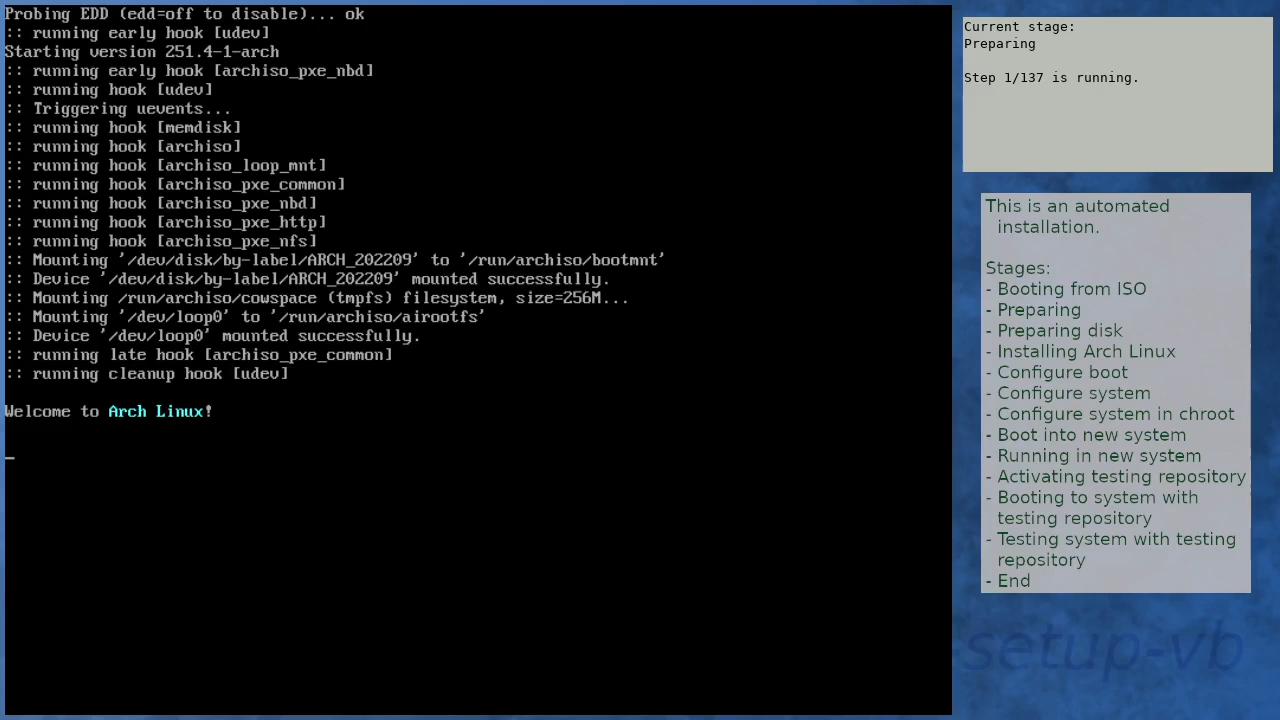 Probing EDD (edd=off to disable)... ok
:: running early hook [udev]
Starting version 251.4-1-arch
:: running early hook [archiso_pxe_nbd]
:: running hook [udev]
:: Triggering uevents...
:: running hook [memdisk]
:: running hook [archiso]
:: running hook [archiso_loop_mnt]
:: running hook [archiso_pxe_common]
:: running hook [archiso_pxe_nbd]
:: running hook [archiso_pxe_http]
:: running hook [archiso_pxe_nfs]
:: Mounting '/dev/disk/by-label/ARCH_202209' to '/run/archiso/bootmnt'
:: Device '/dev/disk/by-label/ARCH_202209' mounted successfully.
:: Mounting /run/archiso/cowspace (tmpfs) filesystem, size=256M...
:: Mounting '/dev/loop0' to '/run/archiso/airootfs'
:: Device '/dev/loop0' mounted successfully.
:: running late hook [archiso_pxe_common]
:: running cleanup hook [udev]
Welcome to Arch Linux!
Current stage:
Preparing
Step 1/137 is running.
This is an automated
installation.
Stages:
- Booting from ISO
- Preparing
- Preparing disk
- Installing Arch Linux
- Configure boot
- Configure system
- Configure system in chroot
- Boot into new system
- Running in new system
- Activating testing repository
- Booting to system with
testing repository
- Testing system with testing
repository
- End
setup-vb